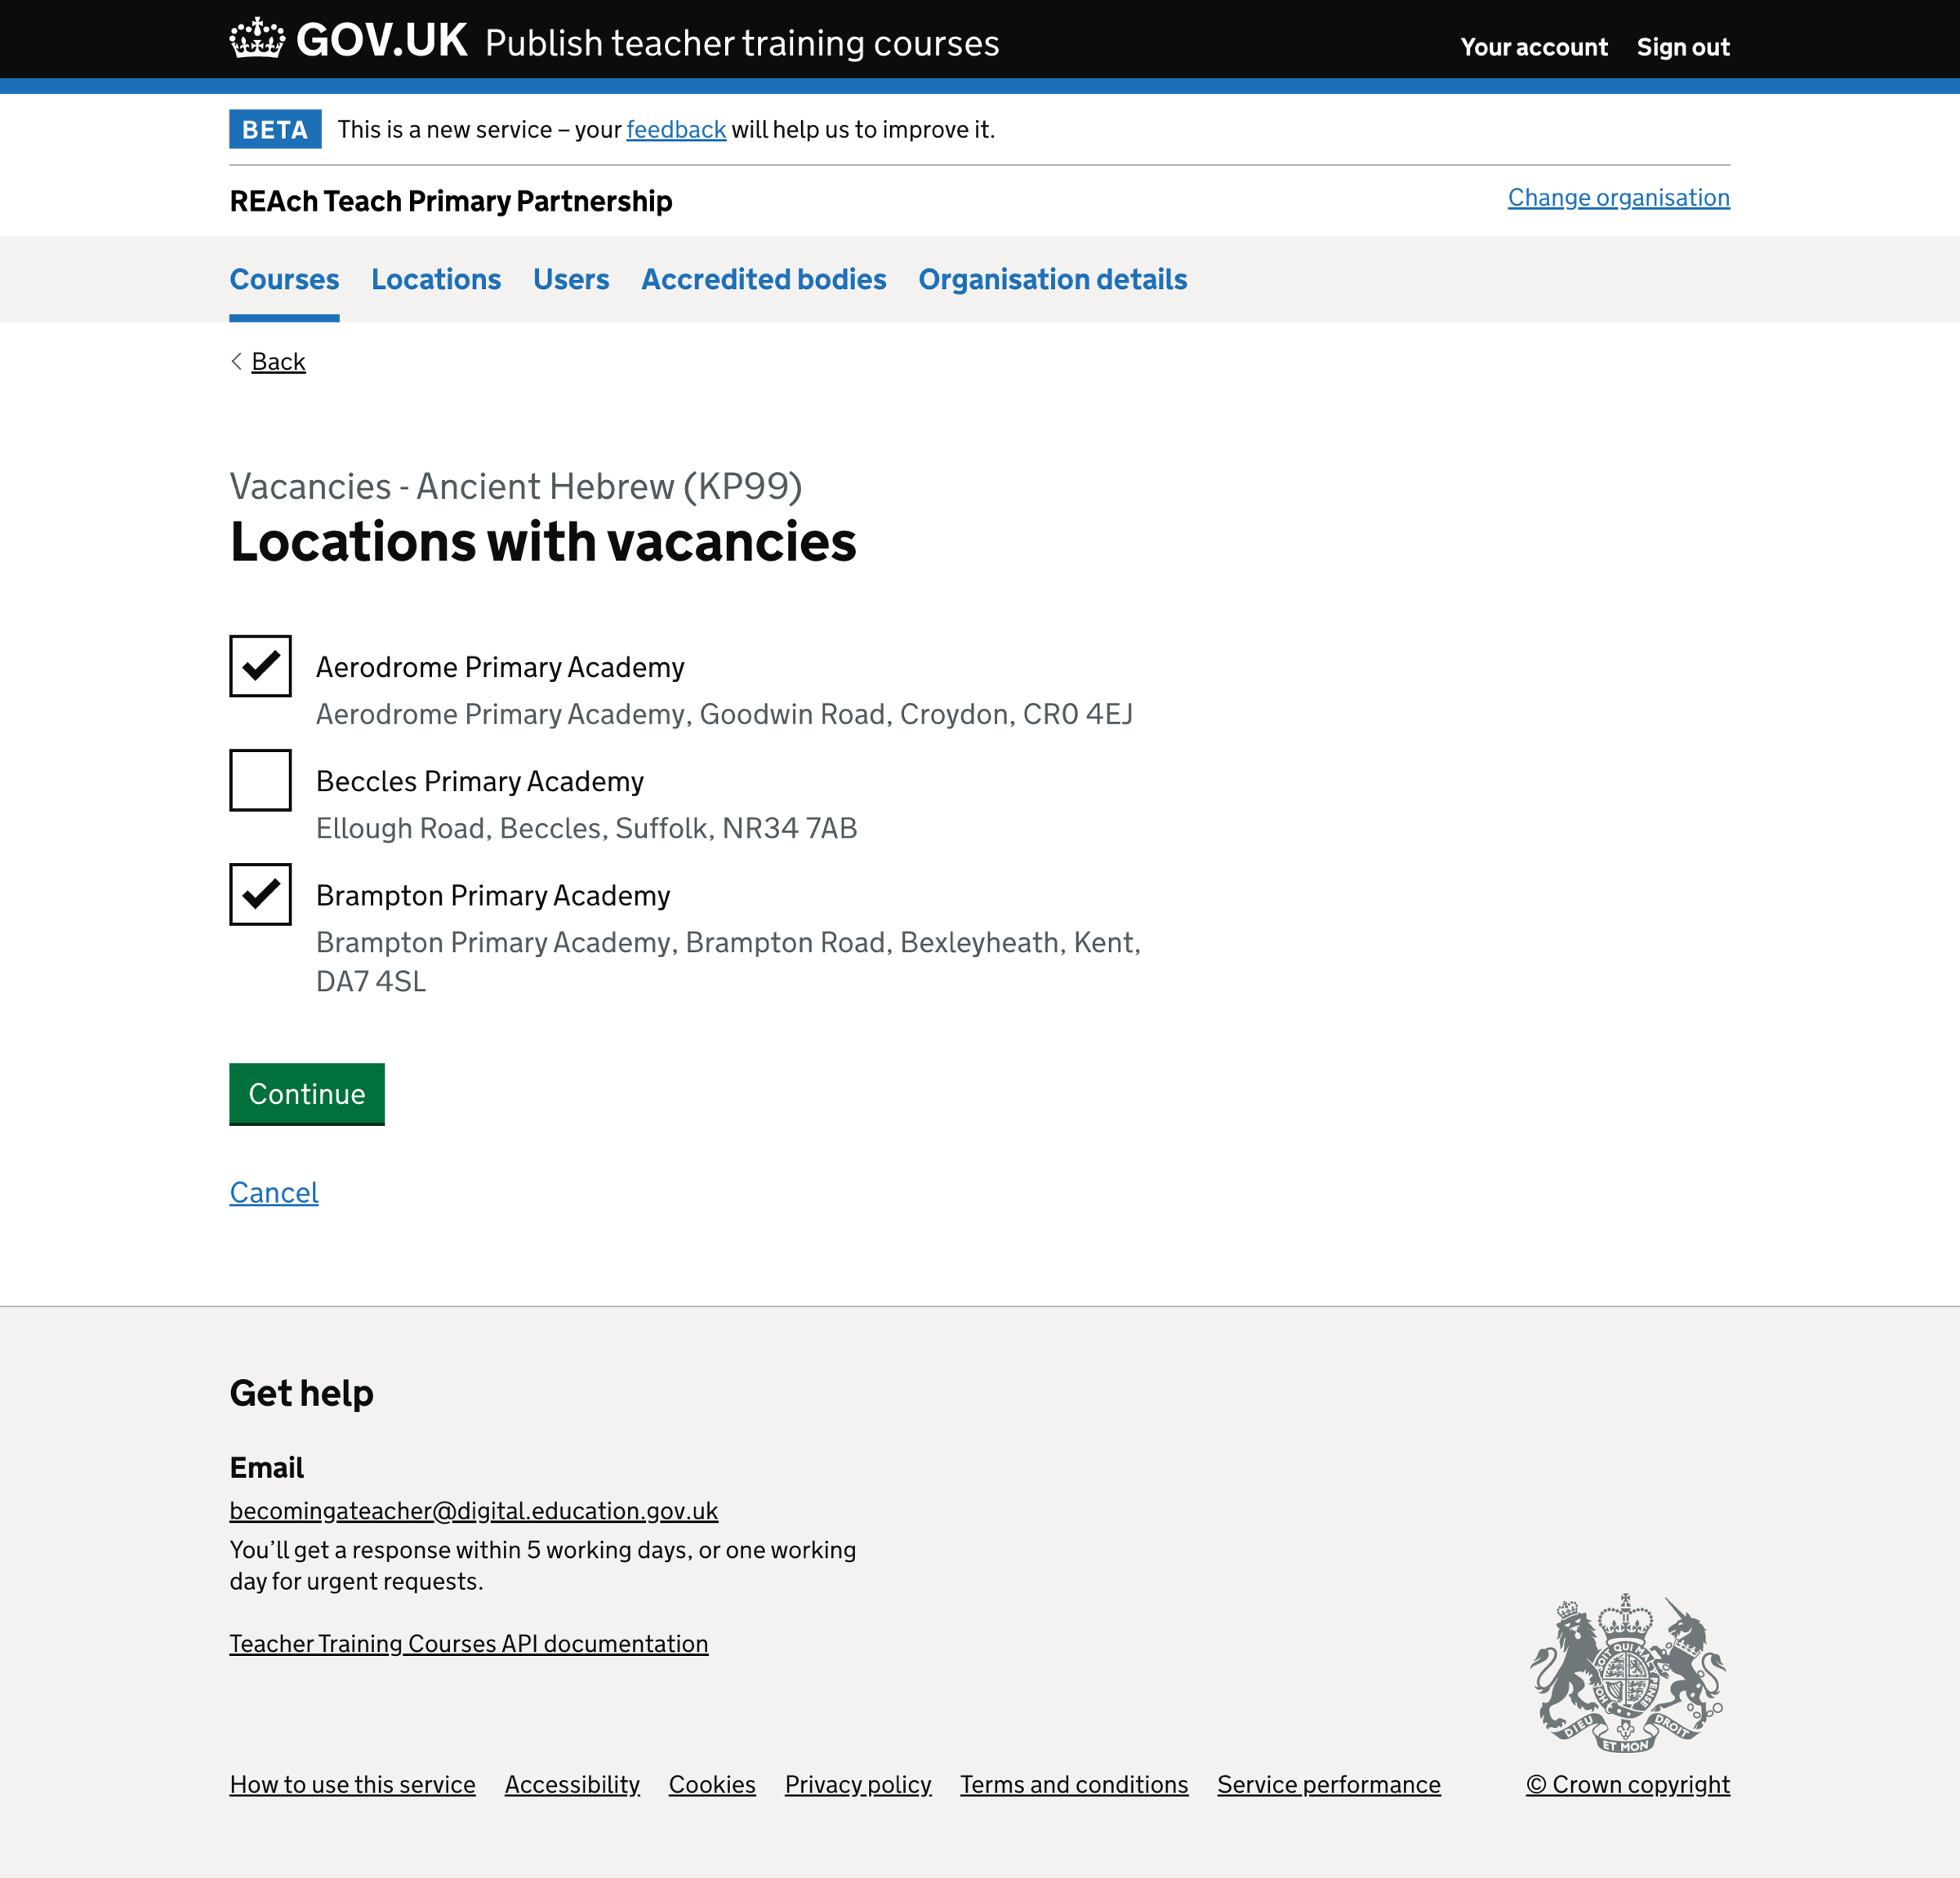 GOV.UK Publish teacher training courses
Your account Sign out
BETA This is a new service – your feedback will help us to improve it.
REAch Teach Primary Partnership
Change organisation
Courses Locations Users Accredited bodies Organisation details
Back
Vacancies - Ancient Hebrew (KP99)
Locations with vacancies
Aerodrome Primary Academy
Aerodrome Primary Academy, Goodwin Road, Croydon, CR0 4EJ
Beccles Primary Academy
Ellough Road, Beccles, Suffolk, NR34 7AB
Brampton Primary Academy
Brampton Primary Academy, Brampton Road, Bexleyheath, Kent,
DA7 4SL
Continue
Cancel
Get help
Email
becomingateacher@digital.education.gov.uk
You’ll get a response within 5 working days, or one working
day for urgent requests.
Teacher Training Courses API documentation
QUI MAL
PENSE
DIEU
ET MON
DROIT
How to use this service Accessibility Cookies Privacy policy Terms and conditions Service performance
© Crown copyright